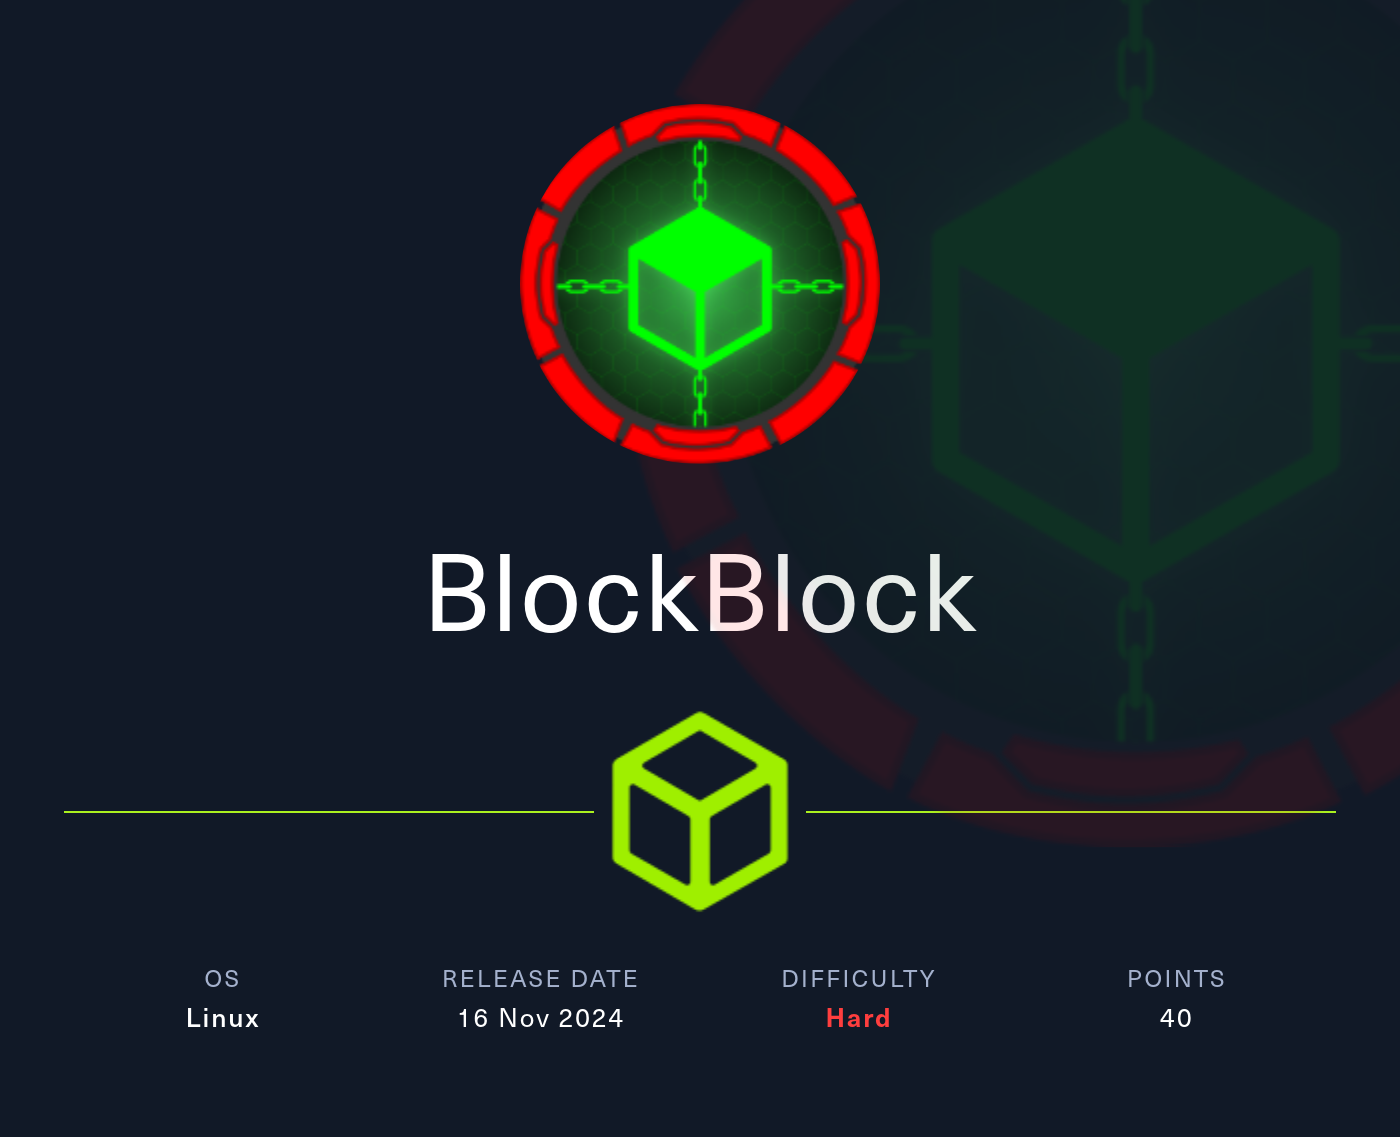 BlockBlock
OS
Linux
RELEASE DATE
16 Nov 2024
DIFFICULTY
Hard
POINTS
40